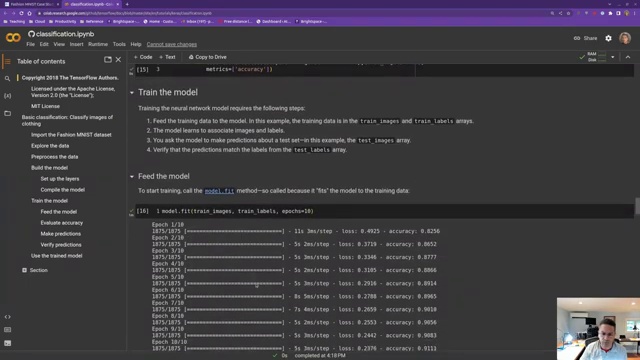 Fashion MNIST Case Stud
classification.ipynb
classification.ipynb
File Edit View Insert Runtime Tools Help Cannot save changes
Share
+ Code + Text Copy to Drive
RAM
Disk
Table of contents
Copyright 2018 The TensorFlow Authors.
Licensed under the Apache License, Version 2.0 (the "License");
MIT License
Basic classification: Classify images of clothing
Import the Fashion MNIST dataset
Explore the data
Preprocess the data
Build the model
Set up the layers
Compile the model
Train the model
Feed the model
Evaluate accuracy
Make predictions
Verify predictions
Use the trained model
Section
[15] 3 metrics=['accuracy'])
Train the model
Training the neural network model requires the following steps:
1. Feed the training data to the model. In this example, the training data is in the train_images and train_labels arrays.
2. The model learns to associate images and labels.
3. You ask the model to make predictions about a test set—in this example, the test_images array.
4. Verify that the predictions match the labels from the test_labels array.
Feed the model
To start training, call the model.fit method—so called because it "fits" the model to the training data:
[16] 1 model.fit(train_images, train_labels, epochs=10)
Epoch 1/10
1875/1875 [==============================] - 11s 3ms/step - loss: 0.4925 - accuracy: 0.8256
Epoch 2/10
1875/1875 [==============================] - 5s 2ms/step - loss: 0.3719 - accuracy: 0.8652
Epoch 3/10
1875/1875 [==============================] - 5s 3ms/step - loss: 0.3346 - accuracy: 0.8777
Epoch 4/10
1875/1875 [==============================] - 5s 2ms/step - loss: 0.3105 - accuracy: 0.8866
Epoch 5/10
1875/1875 [==============================] - 5s 3ms/step - loss: 0.2916 - accuracy: 0.8914
Epoch 6/10
1875/1875 [==============================] - 8s 5ms/step - loss: 0.2788 - accuracy: 0.8965
Epoch 7/10
1875/1875 [==============================] - 7s 4ms/step - loss: 0.2659 - accuracy: 0.9010
Epoch 8/10
1875/1875 [==============================] - 5s 2ms/step - loss: 0.2553 - accuracy: 0.9056
Epoch 9/10
1875/1875 [==============================] - 5s 3ms/step - loss: 0.2442 - accuracy: 0.9083
Epoch 10/10
1875/1875 [==============================] - 5s 3ms/step - loss: 0.2376 - accuracy: 0.9113
0s completed at 4:18 PM